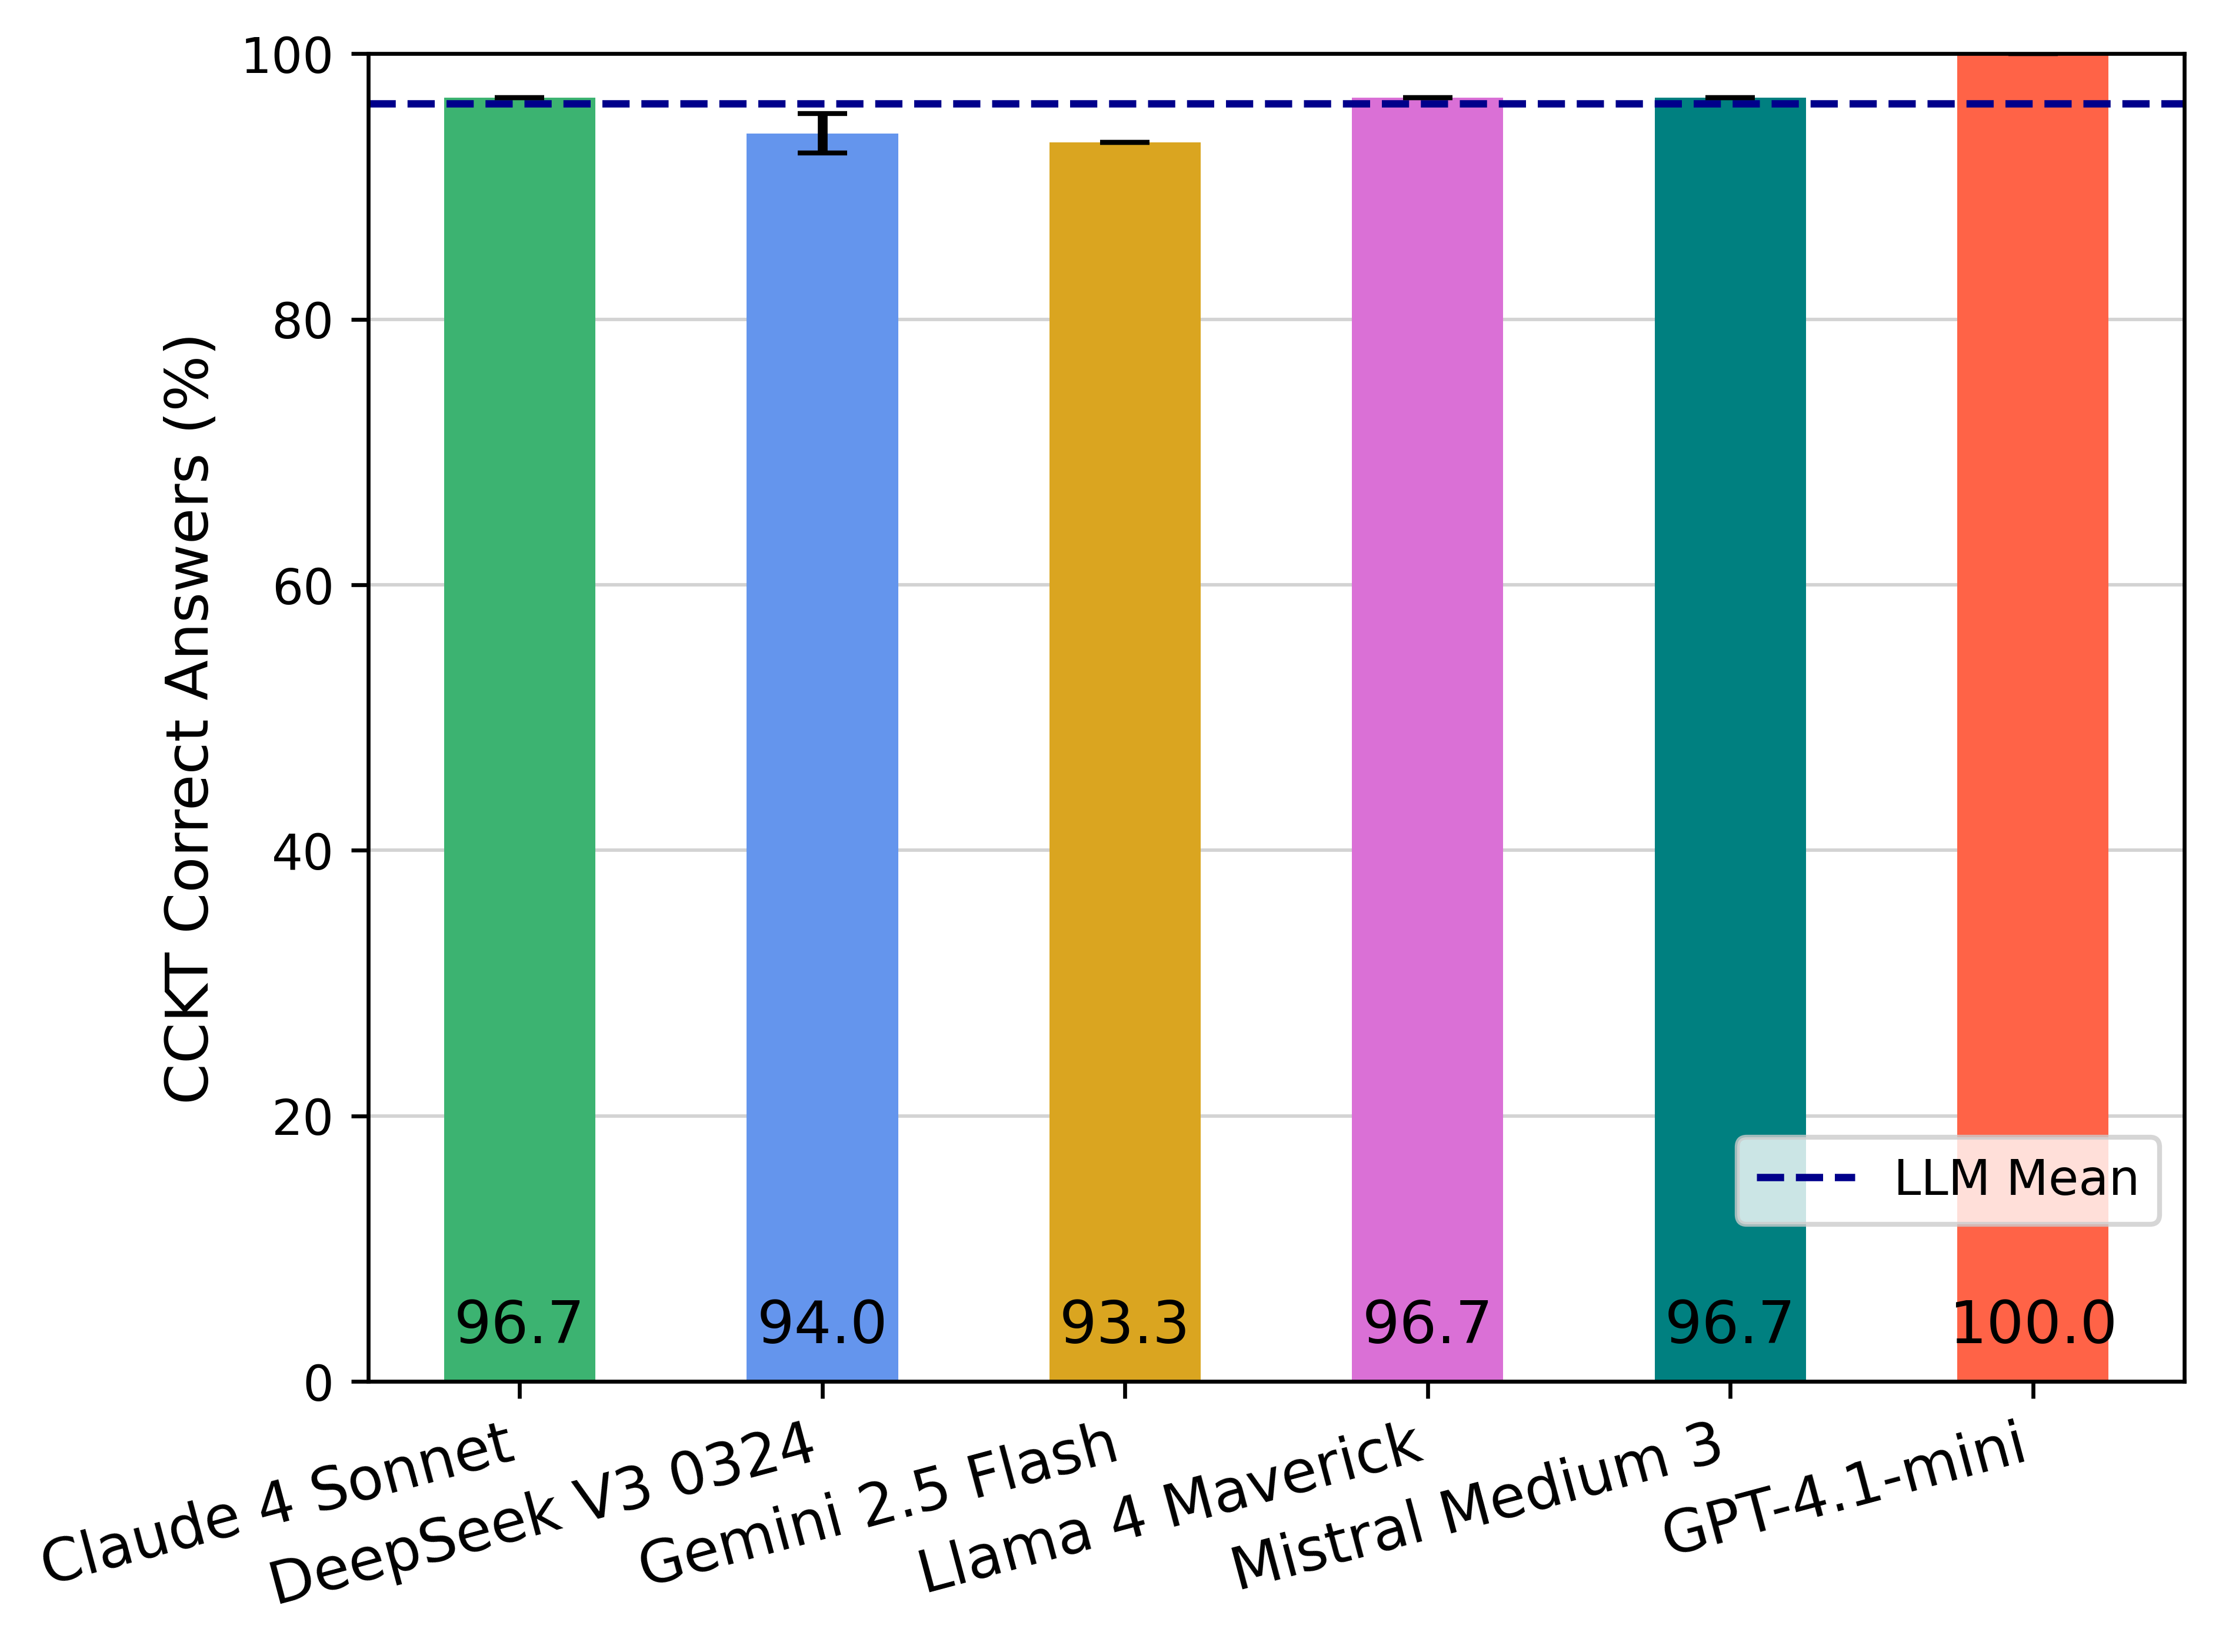 CCKT Correct Answers (%)
100
80
60
40
20
0
LLM Mean
96.7
94.0
93.3
96.7
96.7
100.0
Claude 4 Sonnet
DeepSeek V3 0324
Gemini 2.5 Flash
Llama 4 Maverick
Mistral Medium 3
GPT-4.1-mini